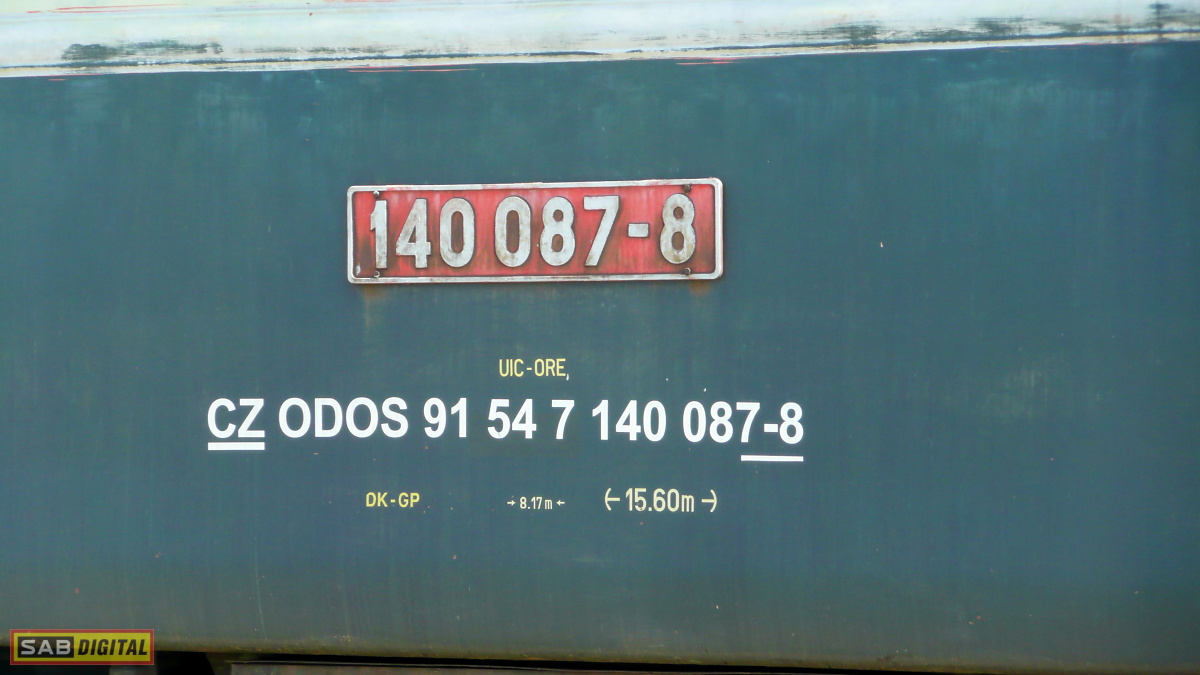 140 087-8
UIC-ORE,
CZ ODOS 91 54 7 140 087-8
DK-GP 8.17m 15.60m
SAB DIGITAL